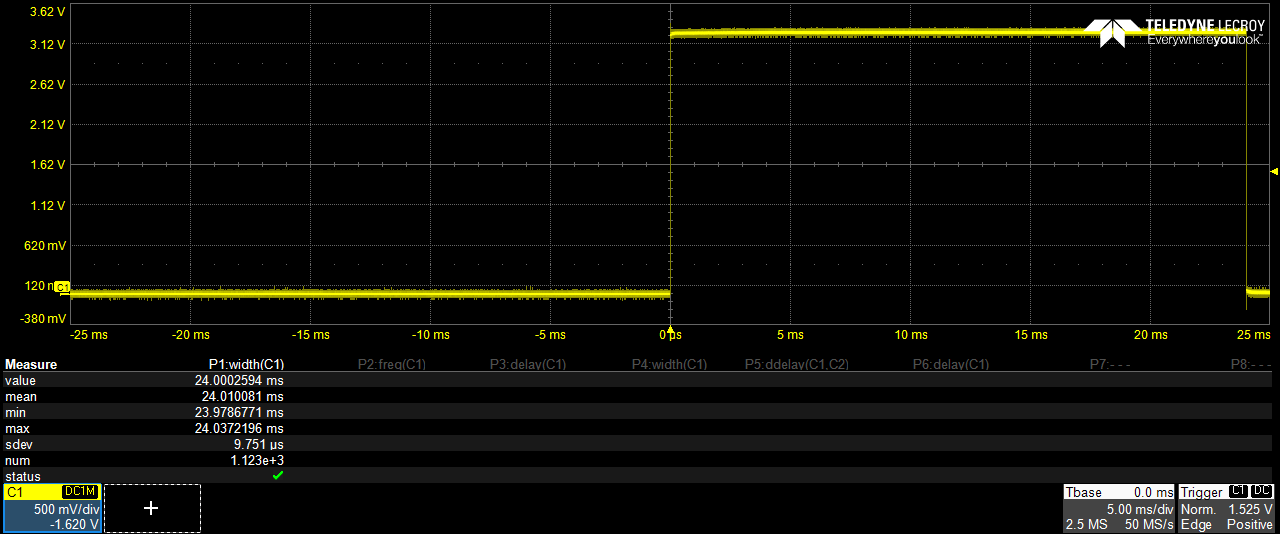 3.62 V
TELEDYNE LECROY
Everywhereyoulook™
3.12 V
2.62 V
2.12 V
1.62 V
1.12 V
620 mV
120 m
C1
-380 mV
-25 ms -20 ms -15 ms -10 ms -5 ms 0 µs 5 ms 10 ms 15 ms 20 ms 25 ms
Measure P1:width(C1) P2:freq(C1) P3:delay(C1) P4:width(C1) P5:ddelay(C1,C2) P6:delay(C1) P7:- - - P8:- - -
value 24.0002594 ms
mean 24.010081 ms
min 23.9786771 ms
max 24.0372196 ms
sdev 9.751 µs
num 1.123e+3
status
C1 DC1M
500 mV/div
-1.620 V
+
Tbase 0.0 ms
5.00 ms/div
2.5 MS 50 MS/s
Trigger C1 DC
Norm. 1.525 V
Edge Positive